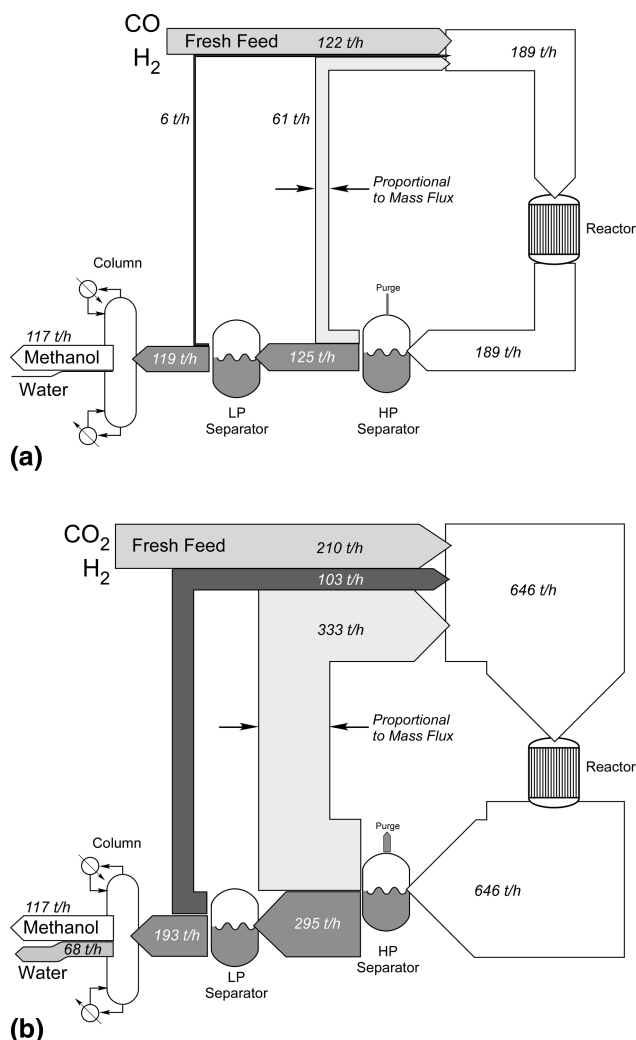 CO
Fresh Feed 122 t/h
H2
189 t/h
6 t/h
61 t/h
Proportional
to Mass Flux
Reactor
Column
Purge
117 t/h
Methanol
119 t/h
125 t/h
189 t/h
Water
LP
Separator
HP
Separator
(a)
CO2
Fresh Feed 210 t/h
H2
103 t/h
646 t/h
333 t/h
Proportional
to Mass Flux
Reactor
Purge
Column
646 t/h
117 t/h
Methanol
193 t/h
295 t/h
68 t/h
Water
LP
Separator
HP
Separator
(b)